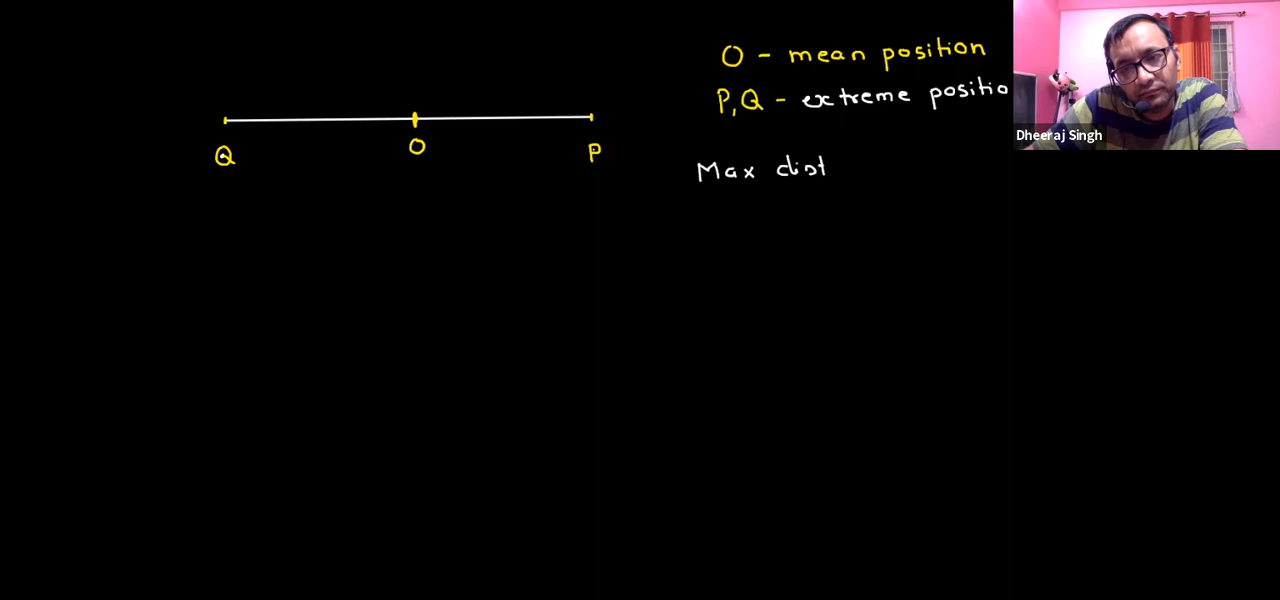 O - mean position
P, Q - extreme positio
Dheeraj Singh
Q O P
Max dist